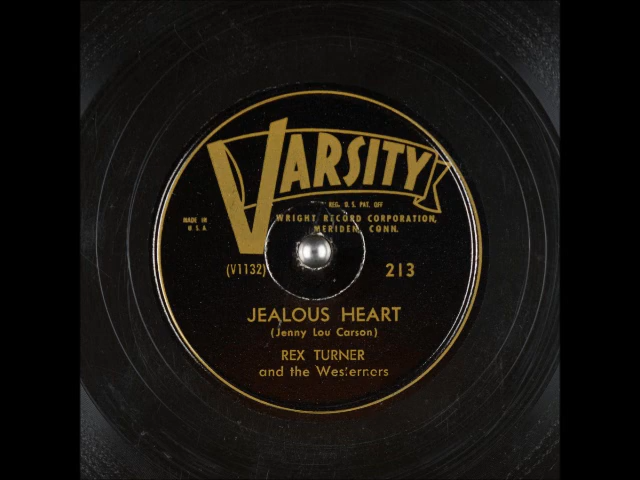 VARSITY
REG. U. S. PAT. OFF
WRIGHT RECORD CORPORATION,
MERIDEN, CONN.
MADE IN
U.S.A
(V1132)
213
JEALOUS HEART
(Jenny Lou Carson)
REX TURNER
and the Westerners